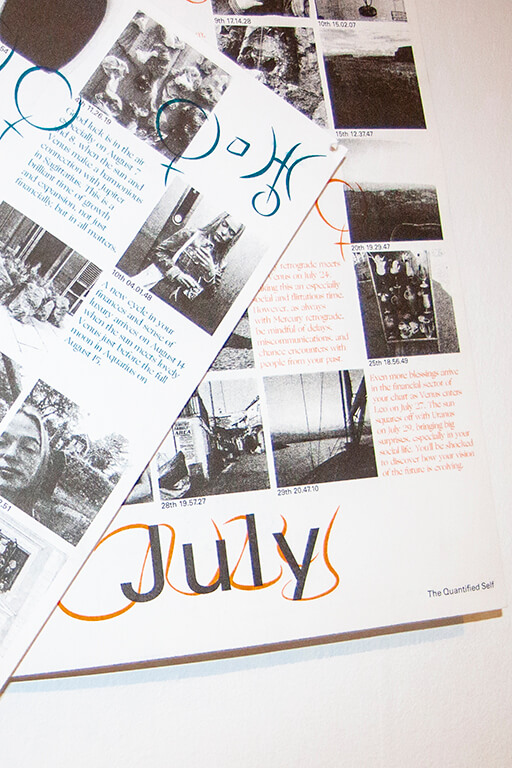 9th 17.14.28
10th 15.02.07
15th 12.37.47
20th 19.29.47
retrograde meets
Venus on July 24,
king this an especially
cial and flirtatious time.
However, as always
with Mercury retrograde,
be mindful of delays,
miscommunications, and
chance encounters with
people from your past.
25th 18.56.49
Even more blessings arrive
in the financial sector of
your chart as Venus enters
Leo on July 27. The sun
squares off with Uranus
on July 29, bringing big
surprises, especially in your
social life. You'll be shocked
to discover how your vision
of the future is evolving.
28th 19.57.27
29th 20.47.10
July
The Quantified Self
4th 11.26.19
Good luck is in the air
especially on August 7
and 8, when the sun and
Venus make a harmonious
connection with Jupiter
in Sagittarius. This is a
brilliant time of growth
and expansion, not just
financially, but in all matters.
10th 04.01.48
A new cycle in your
finances and sense of
luxury arrives on August 14
when the sun meets lovely
Venus just before the full
moon in Aquarius on
August 15.